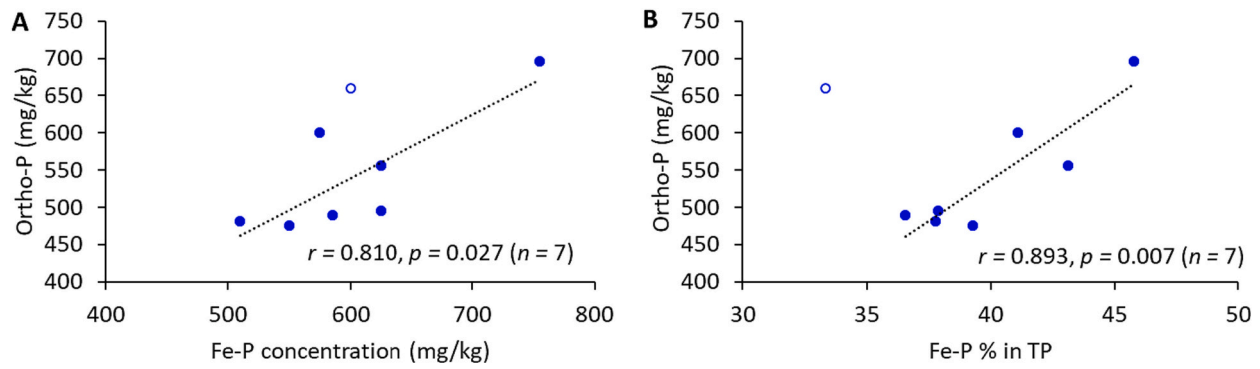 A
Ortho-P (mg/kg)
750
700
650
600
550
500
450
400
r = 0.810, p = 0.027 (n = 7)
400 500 600 700 800
Fe-P concentration (mg/kg)
B
Ortho-P (mg/kg)
750
700
650
600
550
500
450
400
r = 0.893, p = 0.007 (n = 7)
30 35 40 45 50
Fe-P % in TP